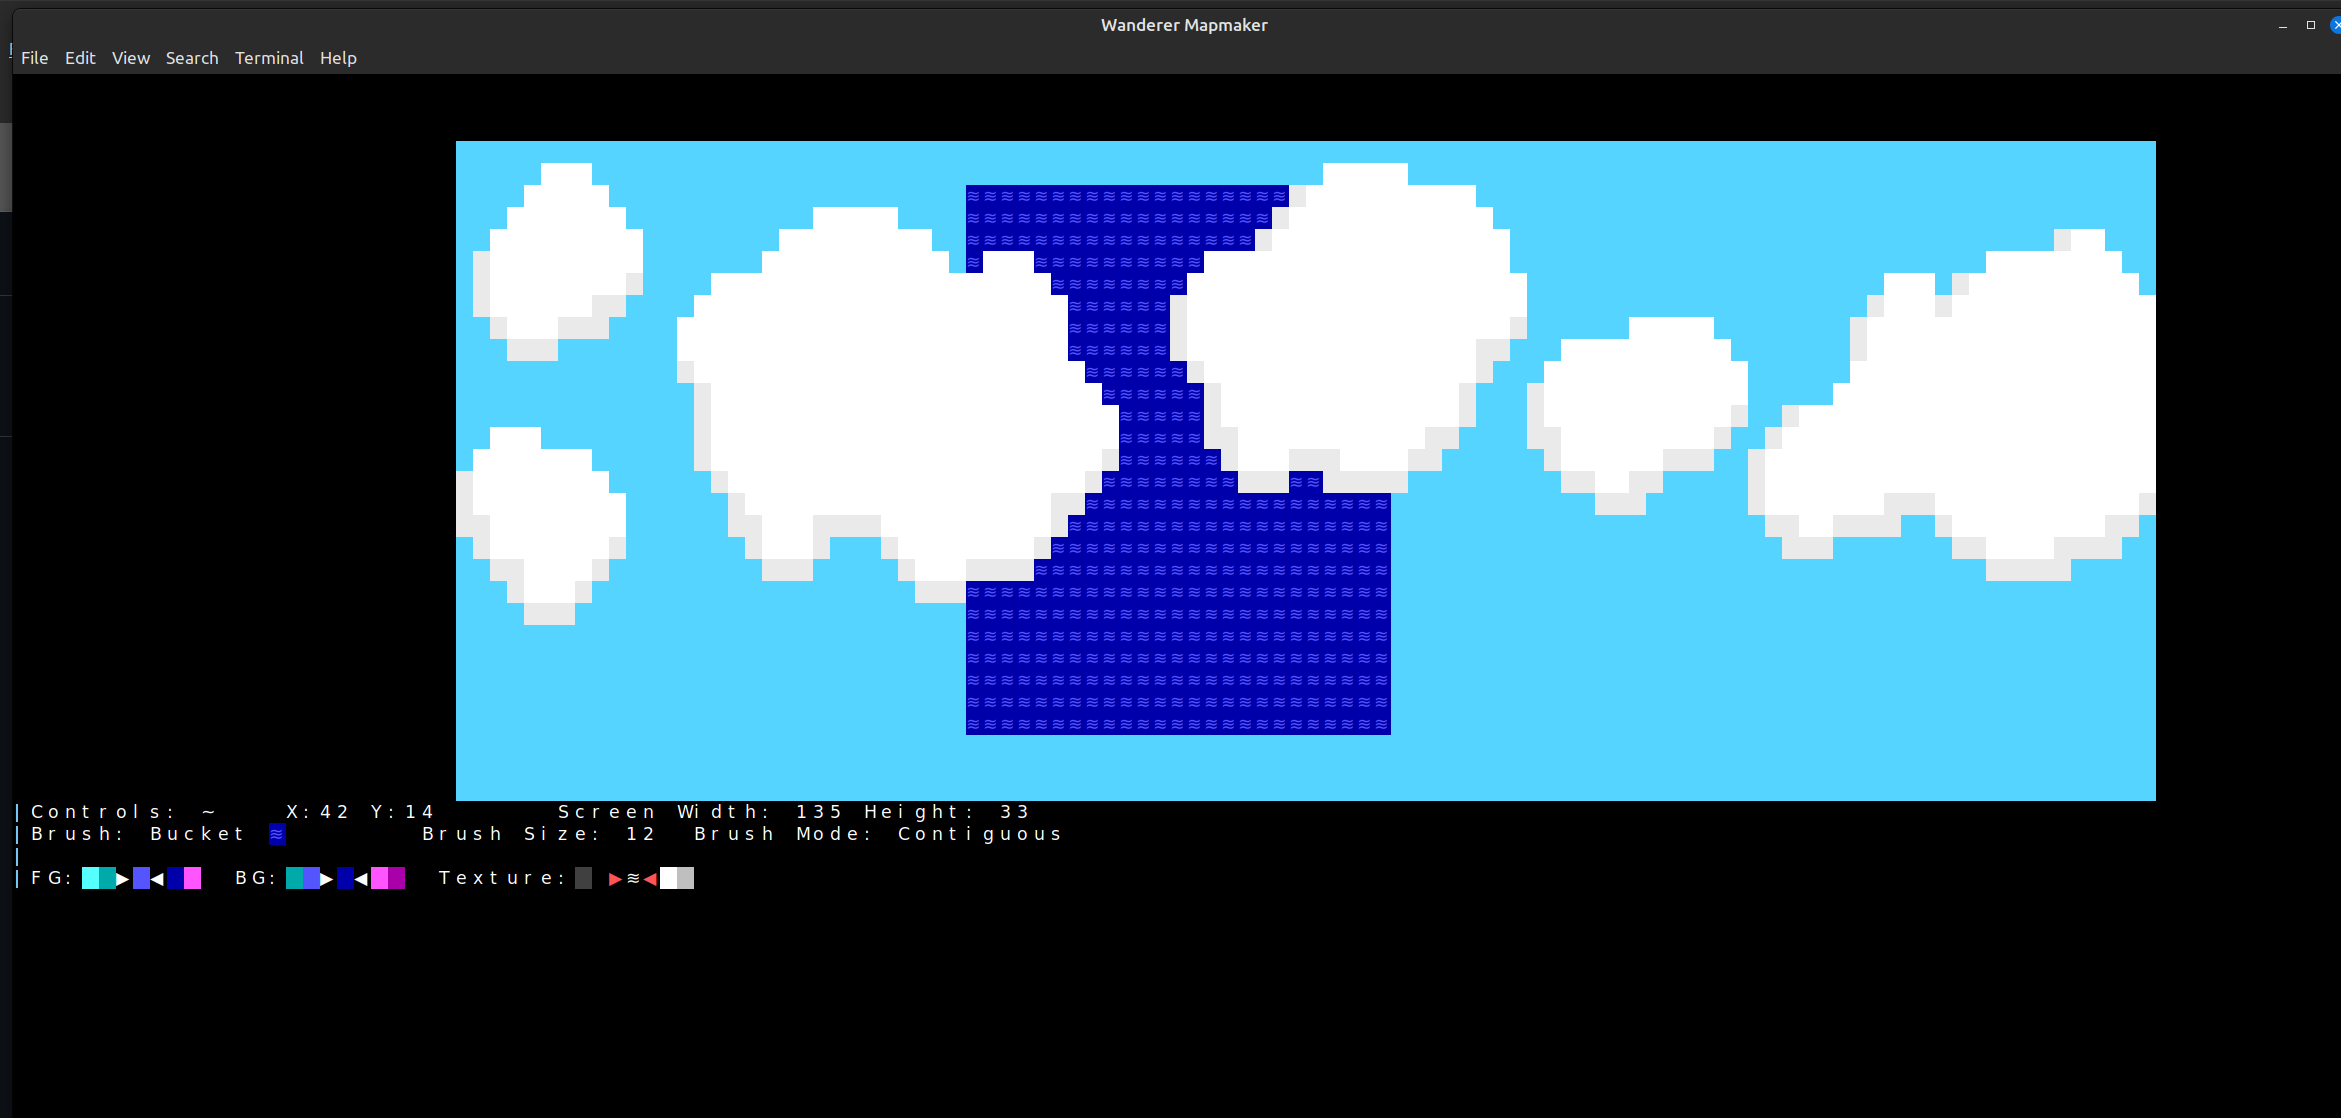 Wanderer Mapmaker
File Edit View Search Terminal Help
Controls: ~ X:42 Y:14 Screen Width: 135 Height: 33
Brush: Bucket ≋ Brush Size: 12 Brush Mode: Contiguous
FG: ▶ ◀ BG: ▶ ◀ Texture: ▶≋◀